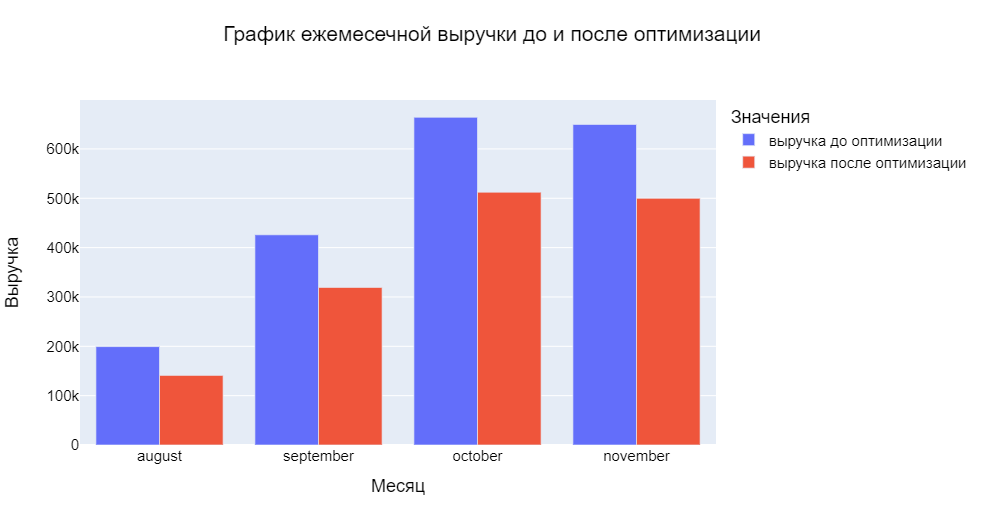 График ежемесечной выручки до и после оптимизации
Значения
выручка до оптимизации
выручка после оптимизации
Выручка
600k
500k
400k
300k
200k
100k
0
august september october november
Месяц